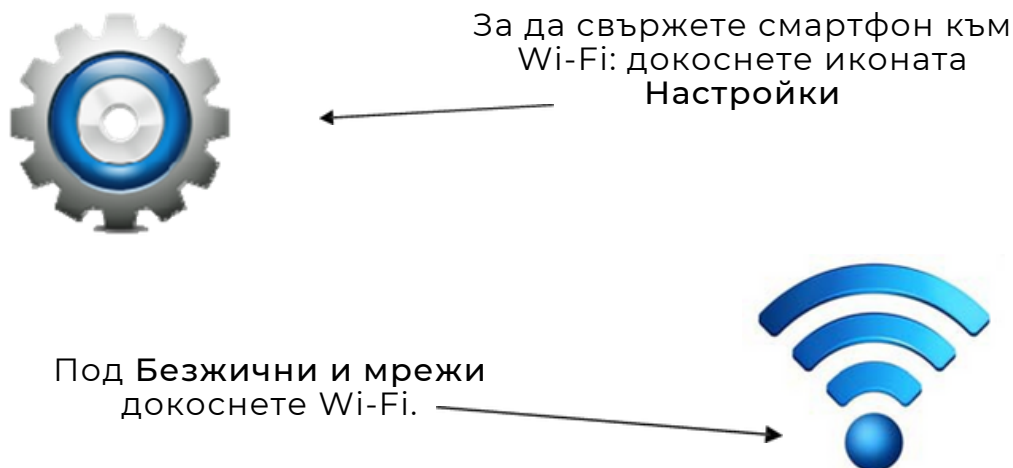 За да свържете смартфон към
Wi-Fi: докоснете иконата
Настройки
Под Безжични и мрежи
докоснете Wi-Fi.